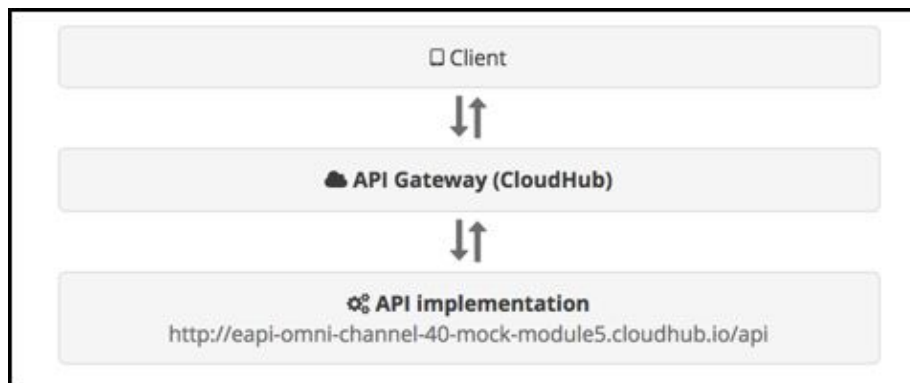 Client
API Gateway (CloudHub)
API implementation
http://eapi-omni-channel-40-mock-module5.cloudhub.io/api